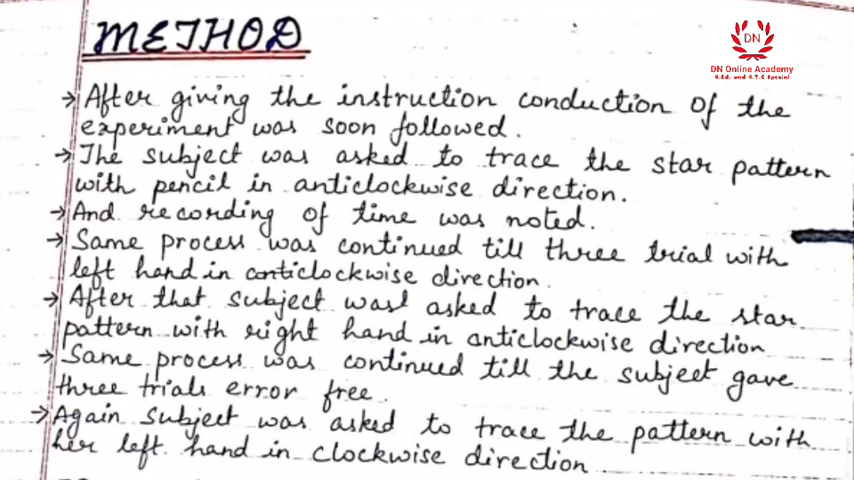 METHOD
DN
DN Online Academy
B.Ed. and B.T.C Special
→ After giving the instruction conduction of the
experiment was soon followed.
→ The subject was asked to trace the star pattern
with pencil in anticlockwise direction.
→ And recording of time was noted.
→ Same process was continued till three trial with
left hand in anticlockwise direction.
→ After that subject was asked to trace the star
pattern with right hand in anticlockwise direction
→ Same process was continued till the subject gave
three trials error free.
→ Again subject was asked to trace the pattern with
her left hand in clockwise direction